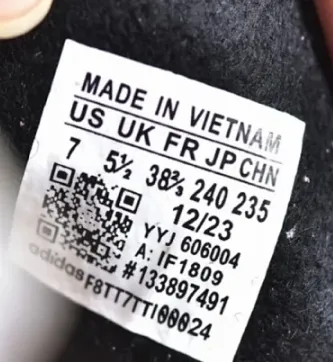 MADE IN VIETNAM
US UK FR JP CHN
7 5½ 38⅔ 240 235
12/23
YYJ 606004
A: IF1809
#133897491
adidas F8TT7TTI00024